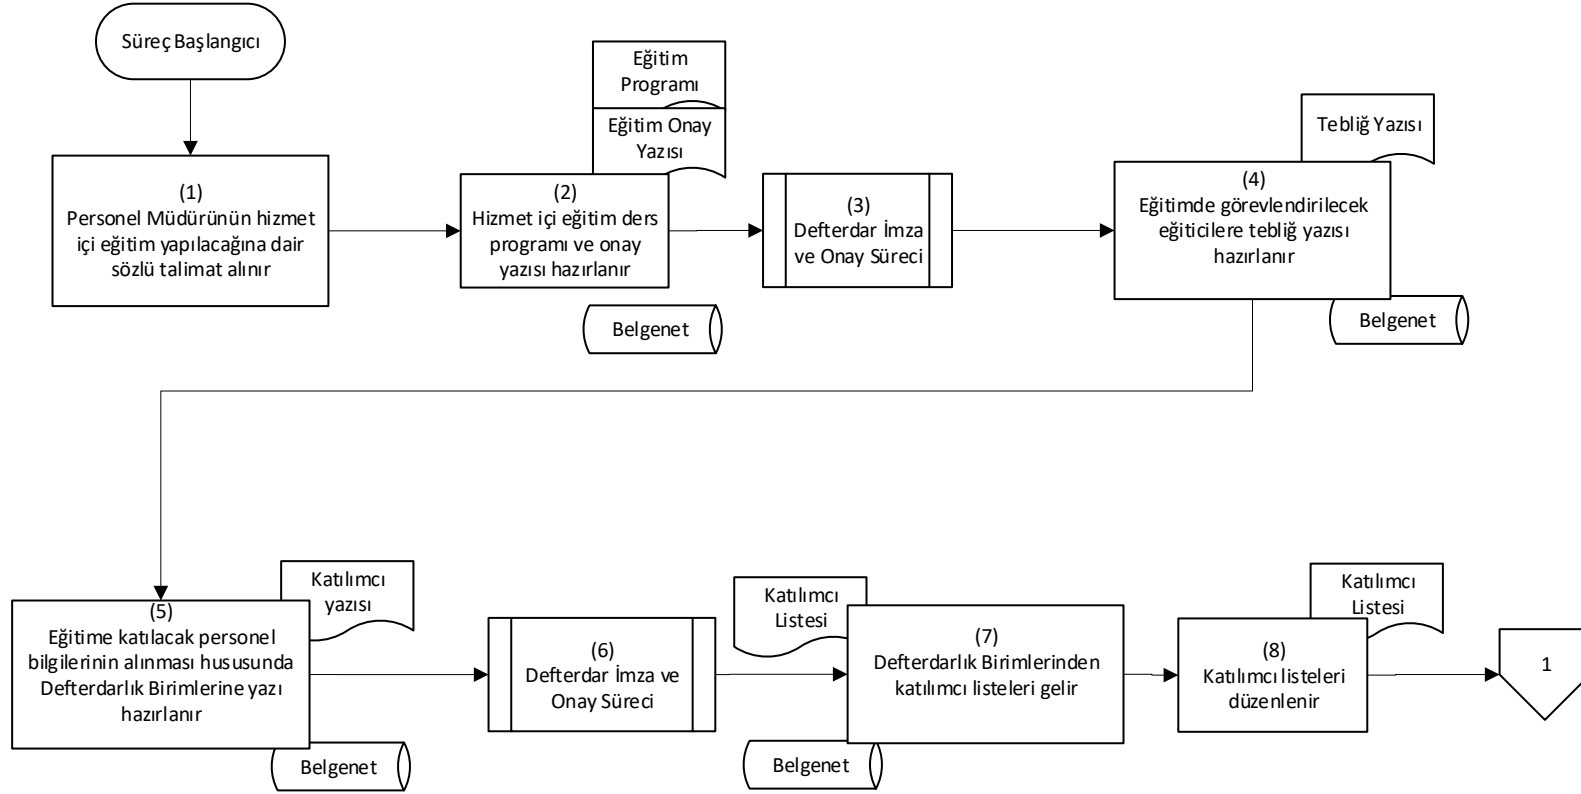 Süreç Başlangıcı
Eğitim
Programı
Eğitim Onay
Yazısı
Tebliğ Yazısı
(1)
Personel Müdürünün hizmet
içi eğitim yapılacağına dair
sözlü talimat alınır
(2)
Hizmet içi eğitim ders
programı ve onay
yazısı hazırlanır
(3)
Defterdar İmza
ve Onay Süreci
(4)
Eğitimde görevlendirilecek
eğiticilere tebliğ yazısı
hazırlanır
Belgenet
Belgenet
Katılımcı
yazısı
(5)
Eğitime katılacak personel
bilgilerinin alınması hususunda
Defterdarlık Birimlerine yazı
hazırlanır
Belgenet
(6)
Defterdar İmza ve
Onay Süreci
Katılımcı
Listesi
(7)
Defterdarlık Birimlerinden
katılımcı listeleri gelir
Belgenet
Katılımcı
Listesi
(8)
Katılımcı listeleri
düzenlenir
1